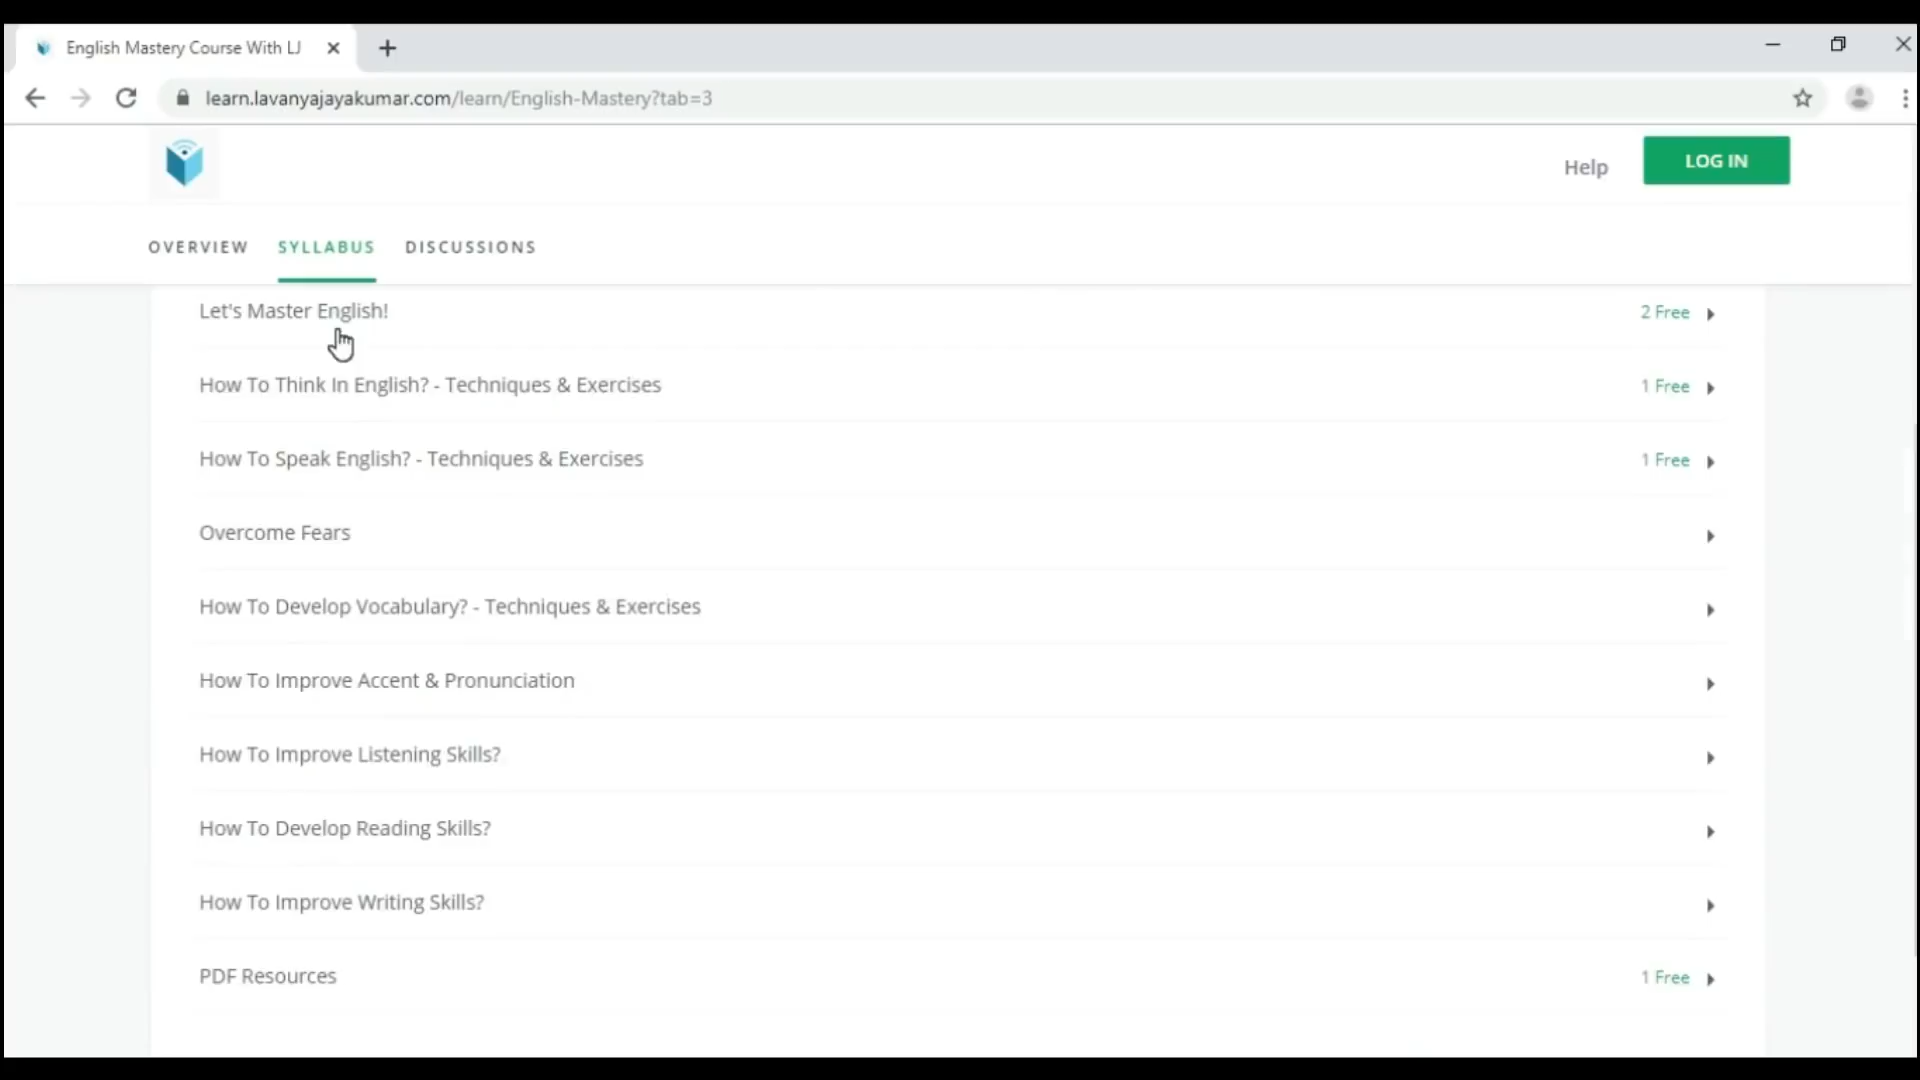 English Mastery Course With LJ
learn.lavanyajayakumar.com/learn/English-Mastery?tab=3
Help
LOG IN
OVERVIEW SYLLABUS DISCUSSIONS
Let's Master English! 2 Free
How To Think In English? - Techniques & Exercises 1 Free
How To Speak English? - Techniques & Exercises 1 Free
Overcome Fears
How To Develop Vocabulary? - Techniques & Exercises
How To Improve Accent & Pronunciation
How To Improve Listening Skills?
How To Develop Reading Skills?
How To Improve Writing Skills?
PDF Resources 1 Free